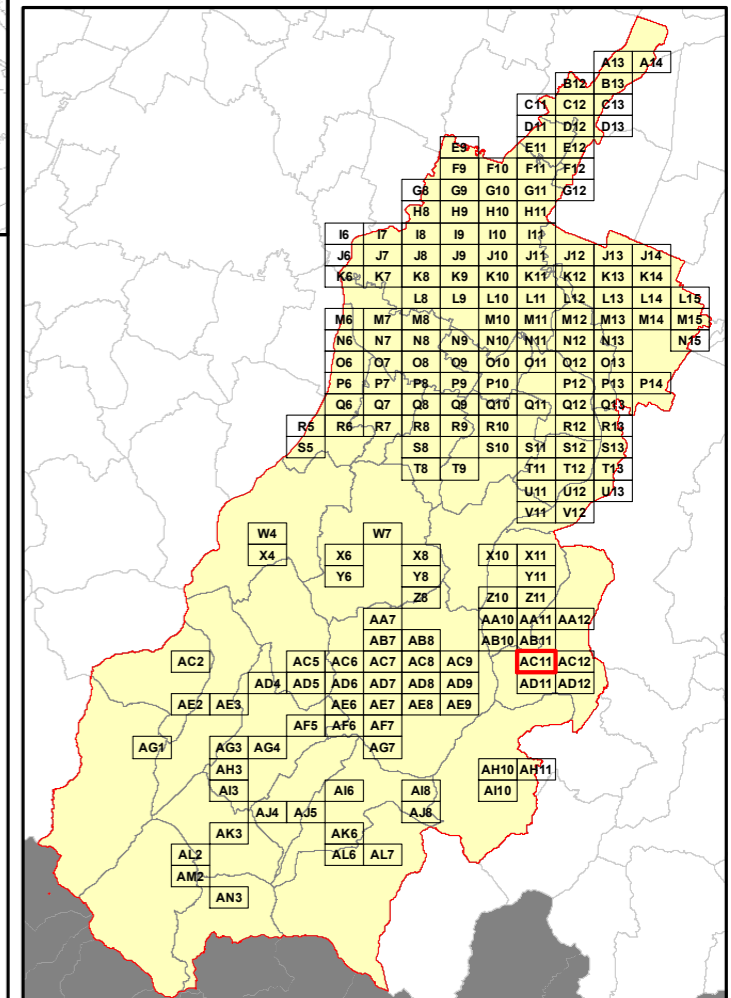 A13 A14
B12 B13
C11 C12 C13
D11 D12 D13
E9 E11 E12
F9 F10 F11 F12
G8 G9 G10 G11 G12
H8 H9 H10 H11
I6 I7 I8 I9 I10 I11
J6 J7 J8 J9 J10 J11 J12 J13 J14
K6 K7 K8 K9 K10 K11 K12 K13 K14
L8 L9 L10 L11 L12 L13 L14 L15
M6 M7 M8 M10 M11 M12 M13 M14 M15
N6 N7 N8 N9 N10 N11 N12 N13 N15
O6 O7 O8 O9 O10 O11 O12 O13
P6 P7 P8 P9 P10 P12 P13 P14
Q6 Q7 Q8 Q9 Q10 Q11 Q12 Q13
R5 R6 R7 R8 R9 R10 R12 R13
S5 S8 S10 S11 S12 S13
T8 T9 T11 T12 T13
U11 U12 U13
V11 V12
W4 W7
X4 X6 X8 X10 X11
Y6 Y8 Y11
Z8 Z10 Z11
AA7 AA10 AA11 AA12
AB7 AB8 AB10 AB11
AC2 AC5 AC6 AC7 AC8 AC9 AC11 AC12
AD4 AD5 AD6 AD7 AD8 AD9 AD11 AD12
AE2 AE3 AE6 AE7 AE8 AE9
AF5 AF6 AF7
AG1 AG3 AG4 AG7
AH3 AH10 AH11
AI3 AI6 AI8 AI10
AJ4 AJ5 AJ8
AK3 AK6
AL2 AL6 AL7
AM2
AN3